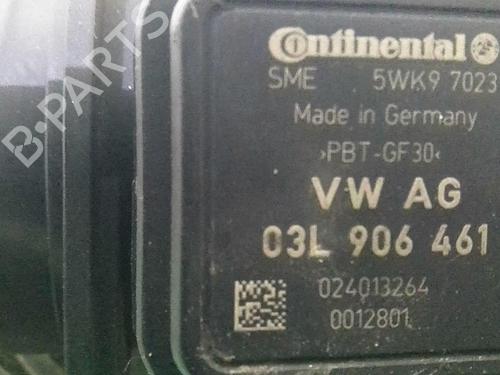 Continental
SME 5WK9 7023
Made in Germany
›PBT-GF30‹
VW AG
03L 906 461
024013264
0012801
B-PARTS